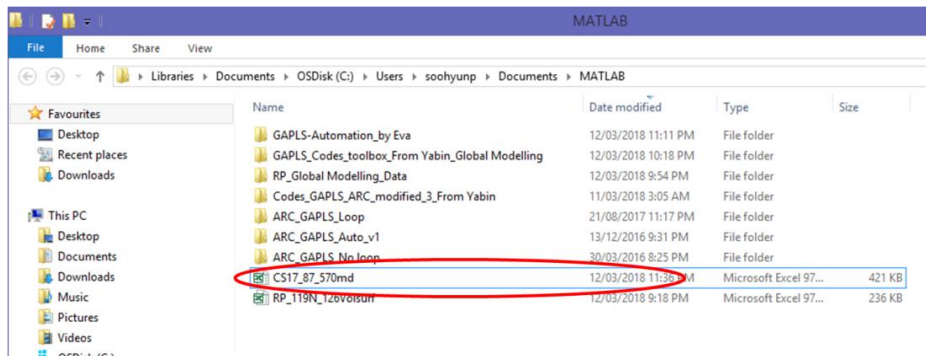 MATLAB
File Home Share View
Libraries Documents OSDisk (C:) Users soohyunp Documents MATLAB
Favourites
Desktop
Recent places
Downloads
This PC
Desktop
Documents
Downloads
Music
Pictures
Videos
OSDisk (C:)
Name Date modified Type Size
GAPLS-Automation_by Eva 12/03/2018 11:11 PM File folder
GAPLS_Codes_toolbox_From Yabin_Global Modelling 12/03/2018 10:18 PM File folder
RP_Global Modelling_Data 12/03/2018 9:54 PM File folder
Codes_GAPLS_ARC_modified_3_From Yabin 11/03/2018 3:05 AM File folder
ARC_GAPLS_Loop 21/08/2017 11:17 PM File folder
ARC_GAPLS_Auto_v1 13/12/2016 9:31 PM File folder
ARC_GAPLS_No loop 30/03/2016 8:25 PM File folder
CS17_87_570md 12/03/2018 11:36 PM Microsoft Excel 97... 421 KB
RP_119N_126Volsurf 12/03/2018 9:18 PM Microsoft Excel 97... 236 KB